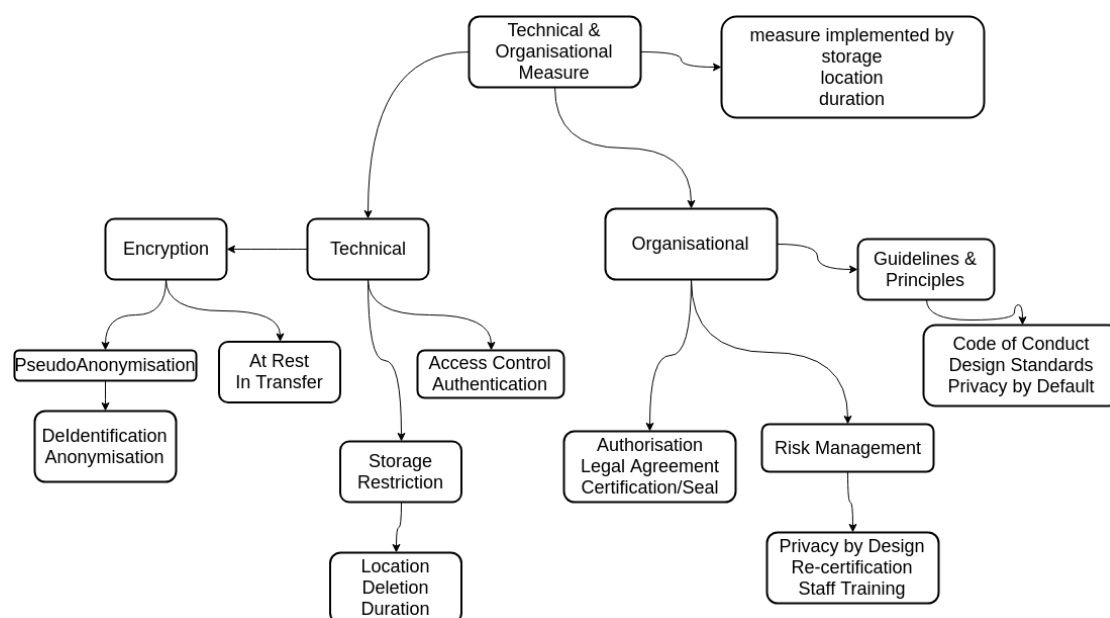 Technical &
Organisational
Measure
measure implemented by
storage
location
duration
Encryption
Technical
Organisational
Guidelines &
Principles
PseudoAnonymisation
At Rest
In Transfer
Access Control
Authentication
Code of Conduct
Design Standards
Privacy by Default
DeIdentification
Anonymisation
Storage
Restriction
Authorisation
Legal Agreement
Certification/Seal
Risk Management
Location
Deletion
Duration
Privacy by Design
Re-certification
Staff Training